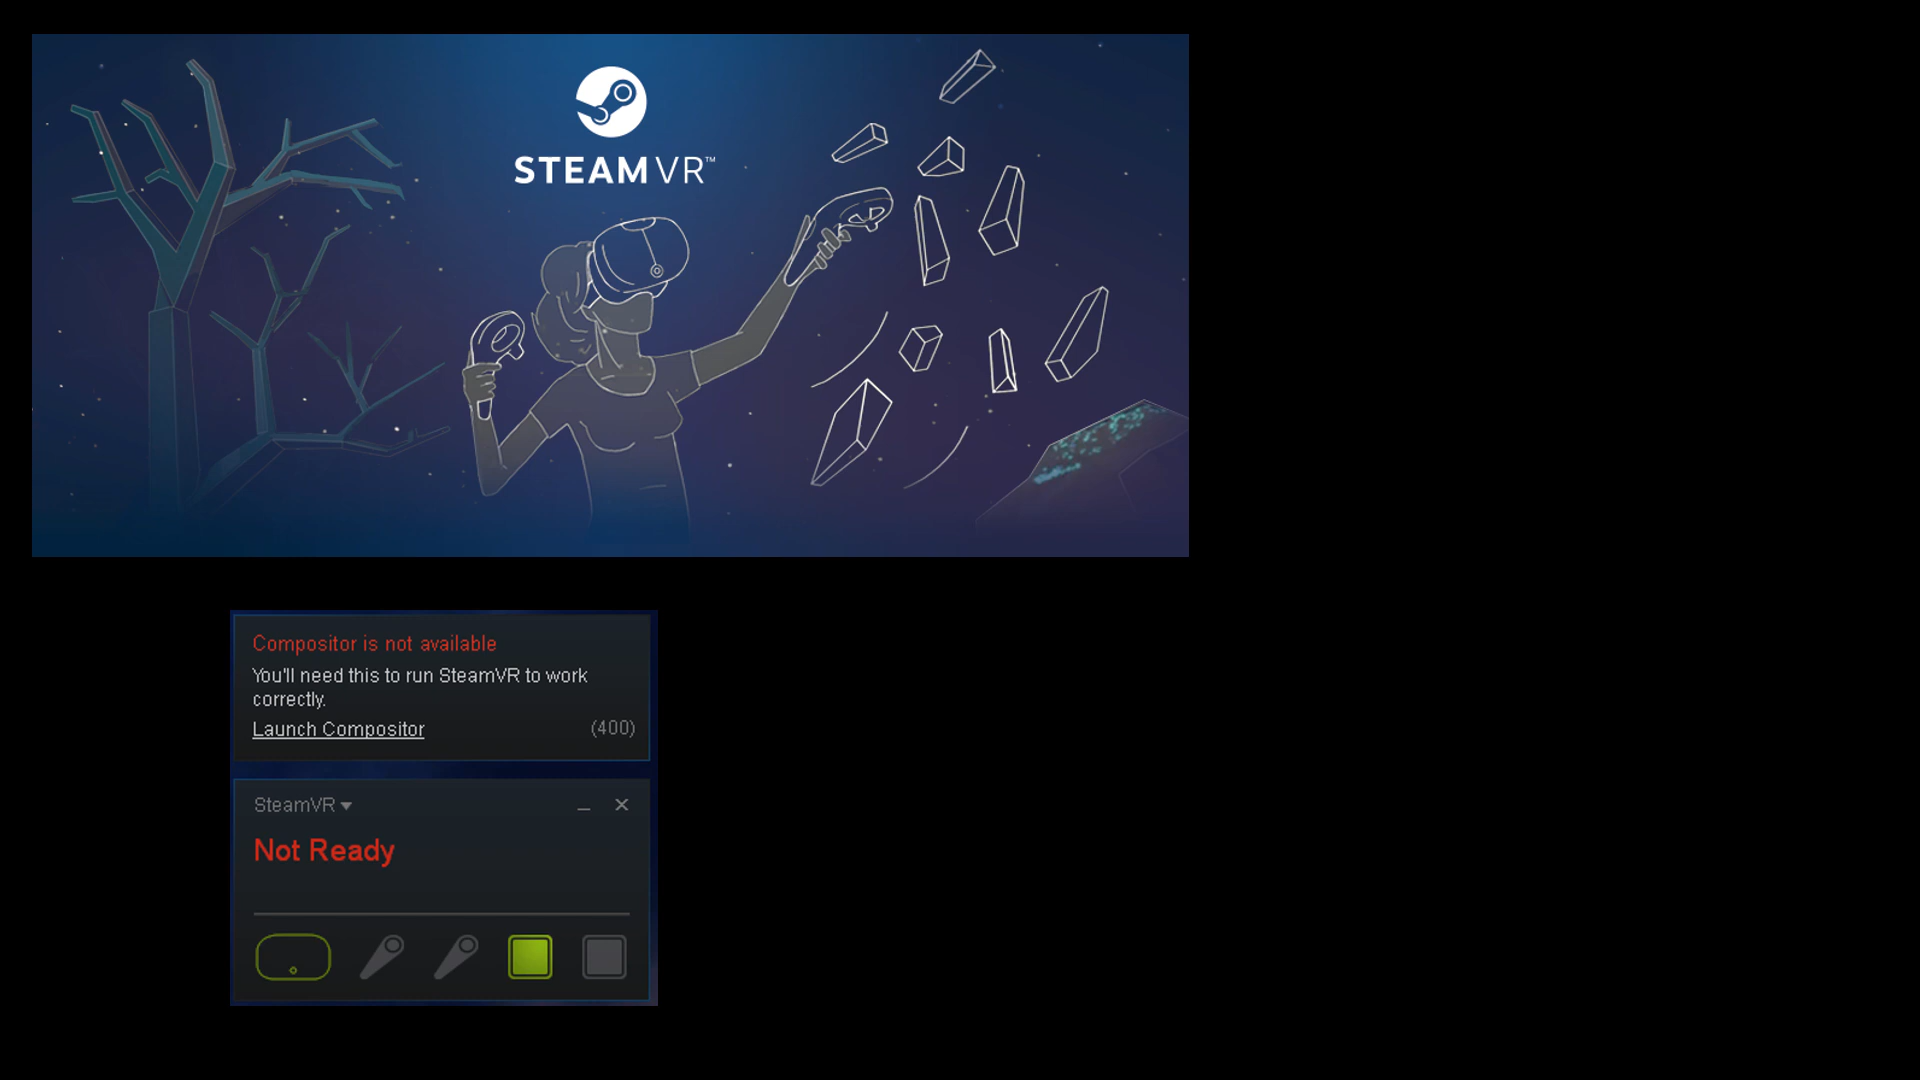 STEAMVR™
Compositor is not available
You'll need this to run SteamVR to work
correctly.
Launch Compositor (400)
SteamVR
Not Ready